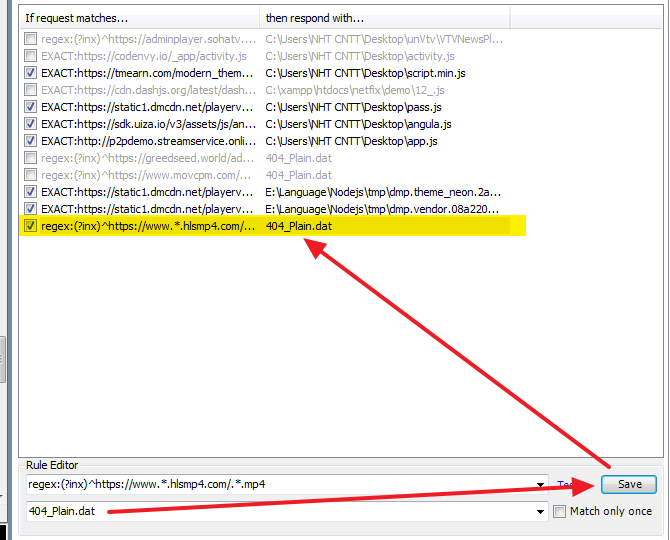 If request matches... then respond with...
regex:(?inx)^https://adminplayer.sohatv.... C:\Users\NHT CNTT\Desktop\unVtv\VTVNewsPl...
EXACT:https://codenvy.io/_app/activity.js C:\Users\NHT CNTT\Desktop\activity.js
EXACT:https://tmearn.com/modern_them... C:\Users\NHT CNTT\Desktop\script.min.js
EXACT:https://cdn.dashjs.org/latest/dash... C:\xampp\htdocs\netfix\demo\12_.js
EXACT:https://static1.dmcdn.net/playerv... C:\Users\NHT CNTT\Desktop\pass.js
EXACT:https://sdk.uiza.io/v3/assets/js/an... C:\Users\NHT CNTT\Desktop\angula.js
EXACT:http://p2pdemo.streamservice.onli... C:\Users\NHT CNTT\Desktop\app.js
regex:(?inx)^https://greedseed.world/ad... 404_Plain.dat
regex:(?inx)^https://www.movcpm.com/... 404_Plain.dat
EXACT:https://static1.dmcdn.net/playerv... E:\Language\Nodejs\tmp\dmp.theme_neon.2a...
EXACT:https://static1.dmcdn.net/playerv... E:\Language\Nodejs\tmp\dmp.vendor.08a220...
regex:(?inx)^https://www.*.hlsmp4.com/... 404_Plain.dat
Rule Editor
regex:(?inx)^https://www.*.hlsmp4.com/.*.mp4 Save
404_Plain.dat Match only once